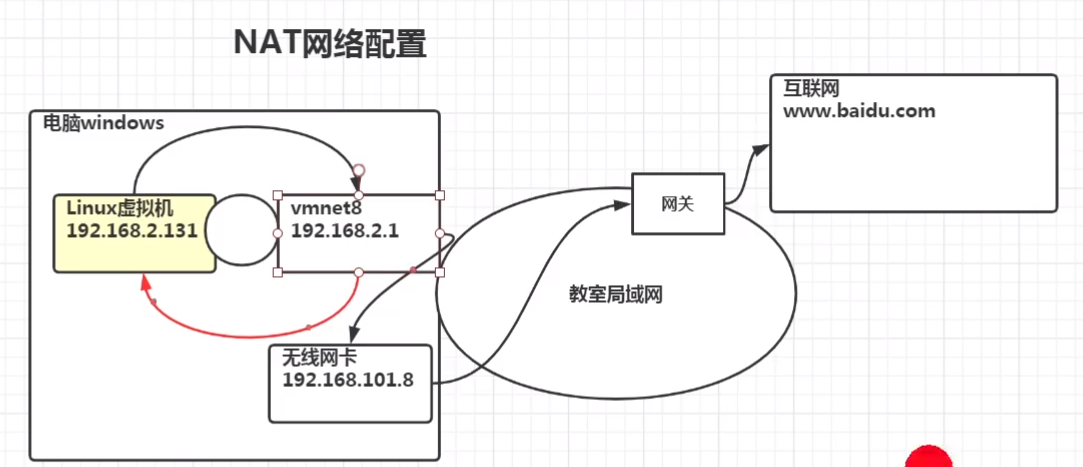 NAT网络配置
互联网
www.baidu.com
电脑windows
Linux虚拟机
192.168.2.131
vmnet8
192.168.2.1
网关
教室局域网
无线网卡
192.168.101.8